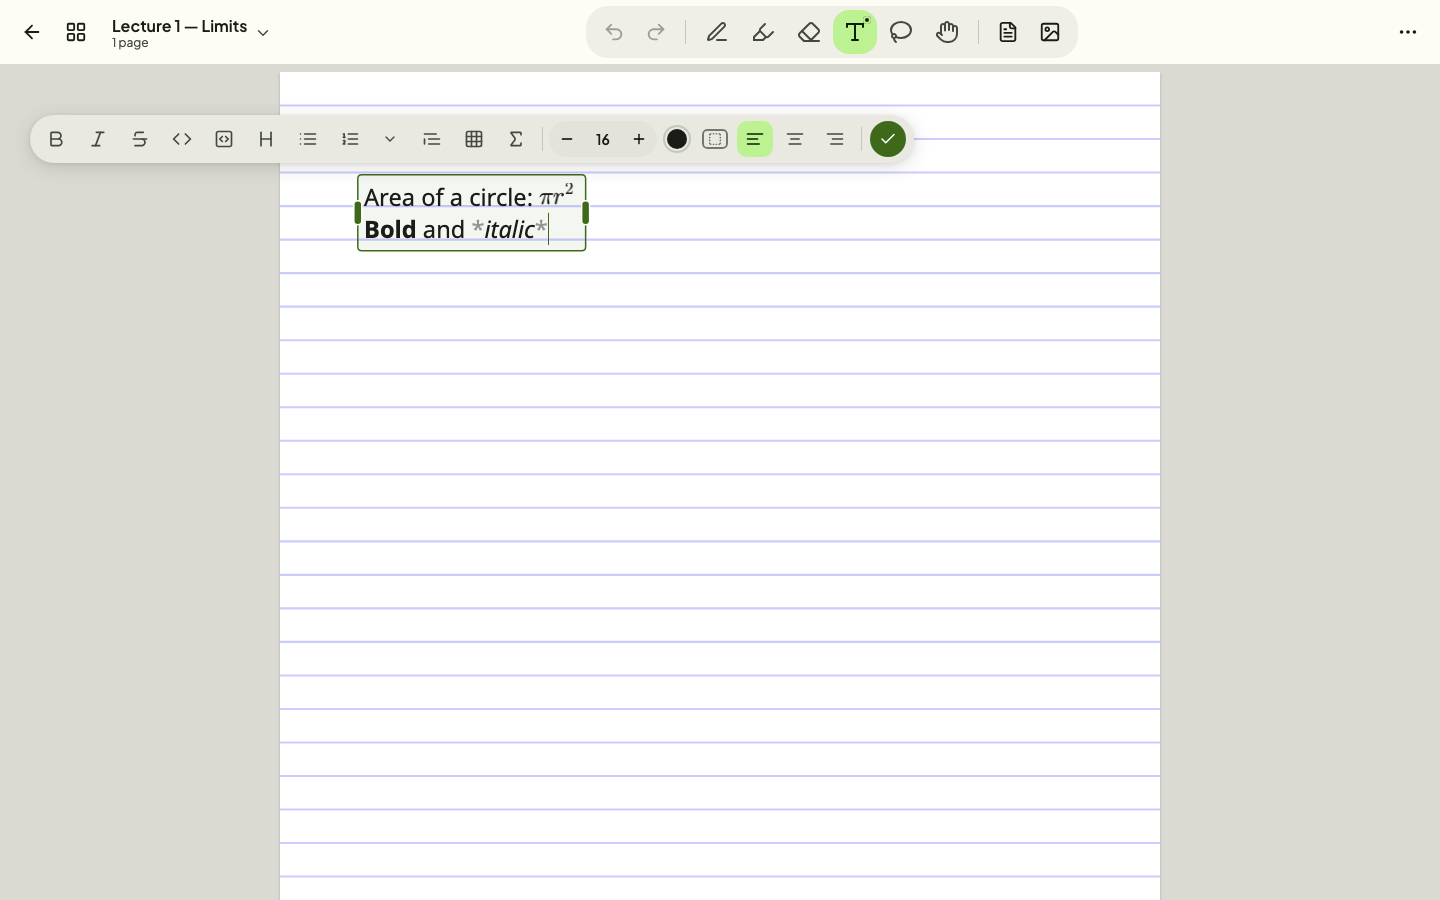 Lecture 1 — Limits
1 page
16
Area of a circle: πr²
Bold and *italic*